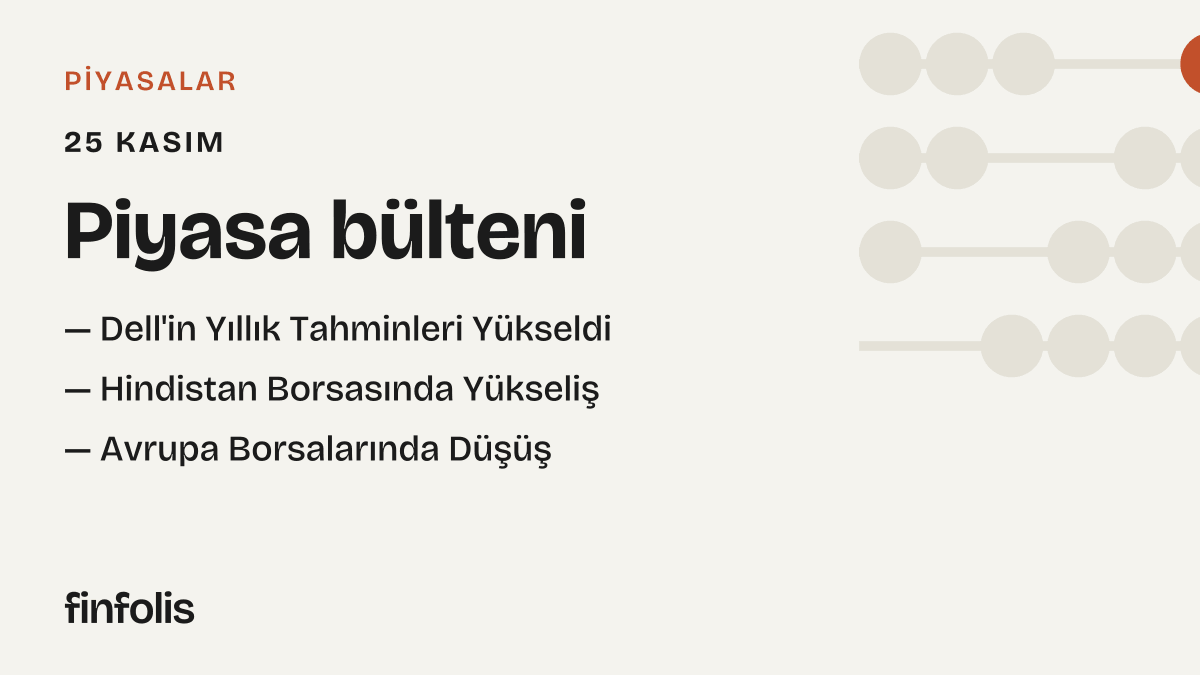 PİYASALAR
25 KASIM
Piyasa bülteni
— Dell'in Yıllık Tahminleri Yükseldi
— Hindistan Borsasında Yükseliş
— Avrupa Borsalarında Düşüş
finfolis